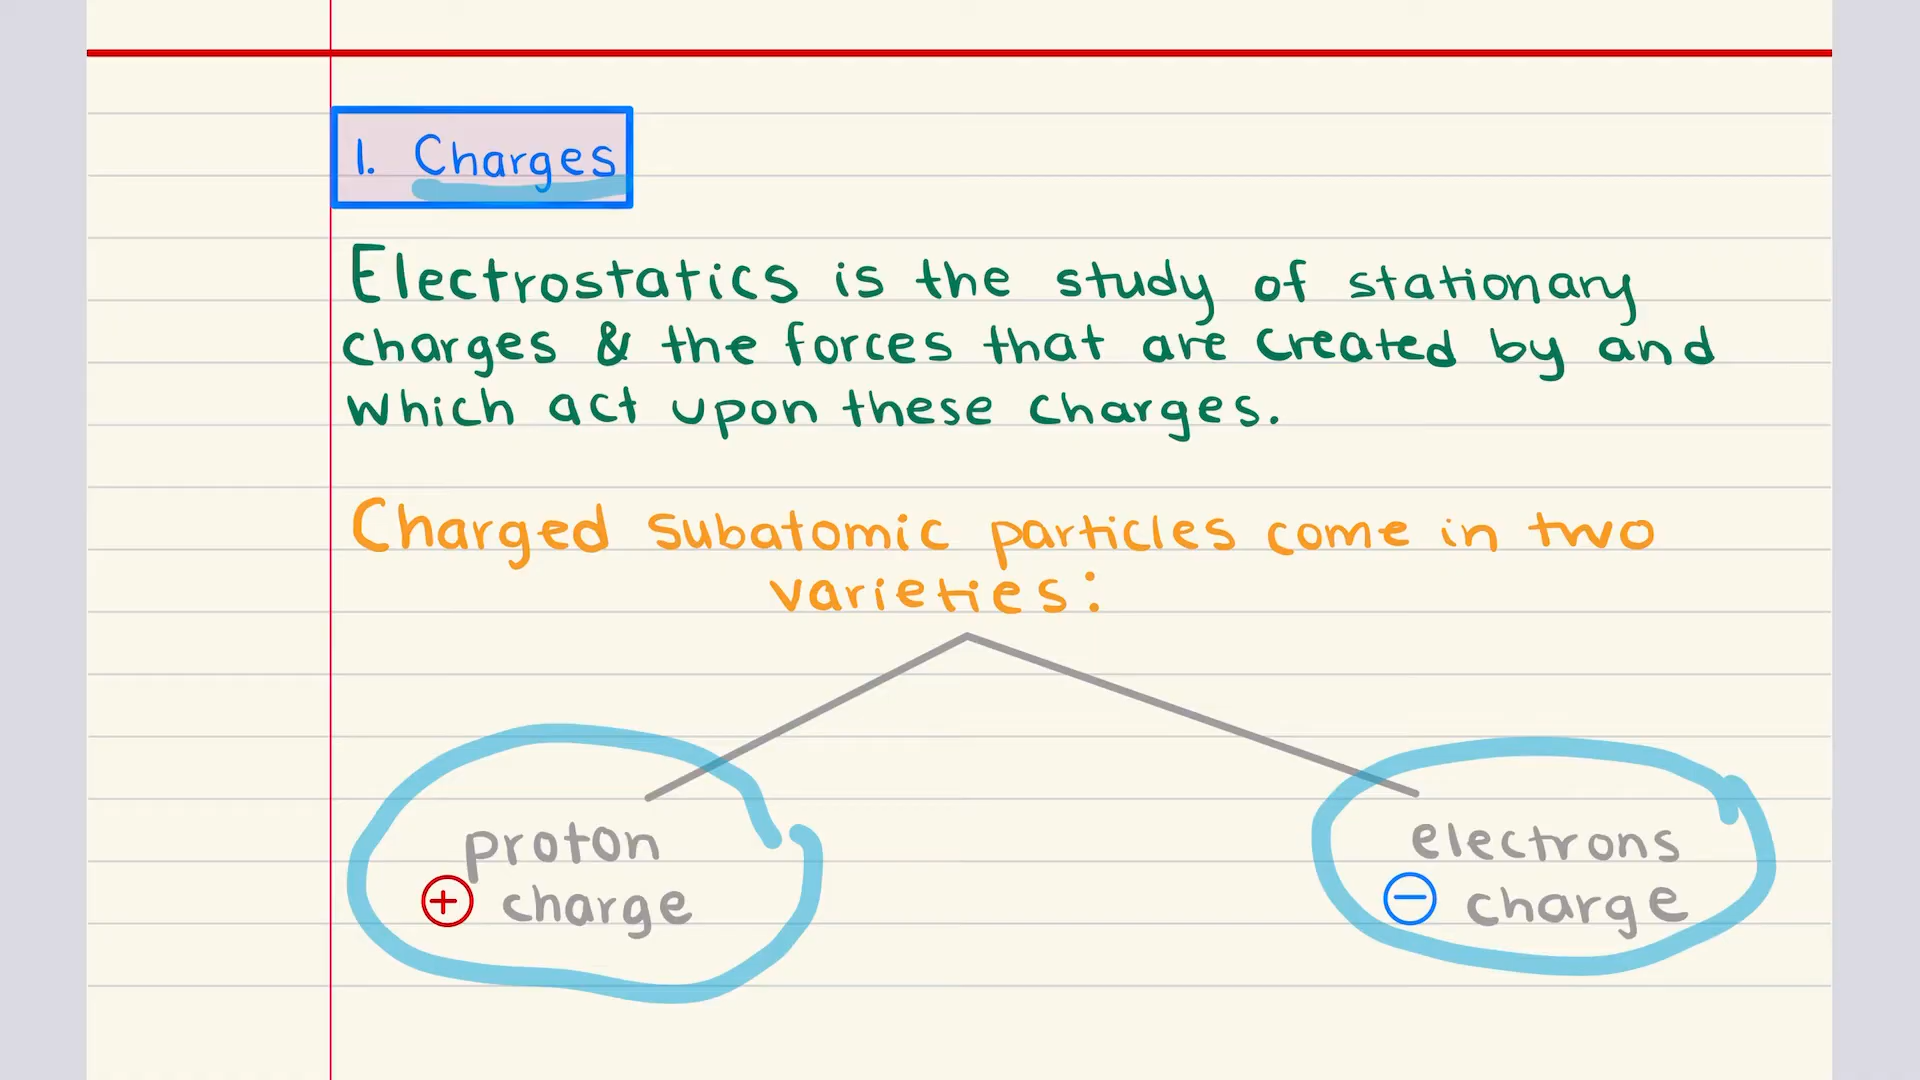 1. Charges
Electrostatics is the study of stationary
charges & the forces that are created by and
which act upon these charges.
Charged subatomic particles come in two
varieties:
proton
+ charge
electrons
− charge